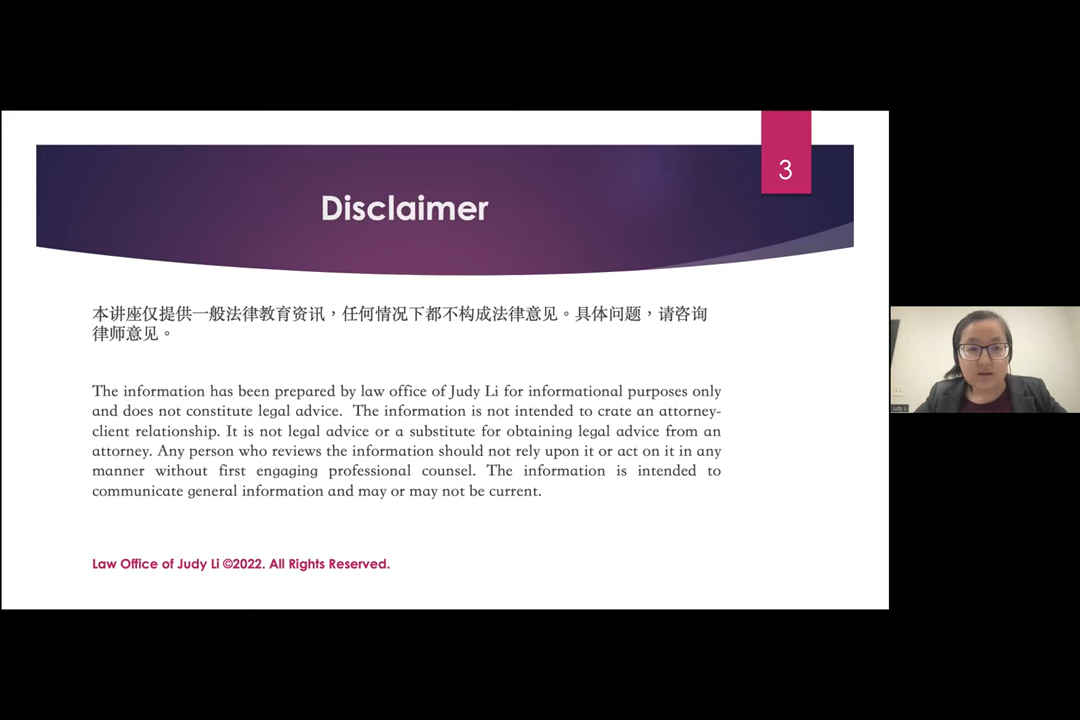 3
Disclaimer
本讲座仅提供一般法律教育资讯，任何情况下都不构成法律意见。具体问题，请咨询
律师意见。
The information has been prepared by law office of Judy Li for informational purposes only
and does not constitute legal advice.  The information is not intended to crate an attorney-
client relationship. It is not legal advice or a substitute for obtaining legal advice from an
attorney. Any person who reviews the information should not rely upon it or act on it in any
manner without first engaging professional counsel. The information is intended to
communicate general information and may or may not be current.
Law Office of Judy Li ©2022. All Rights Reserved.
Judy Li